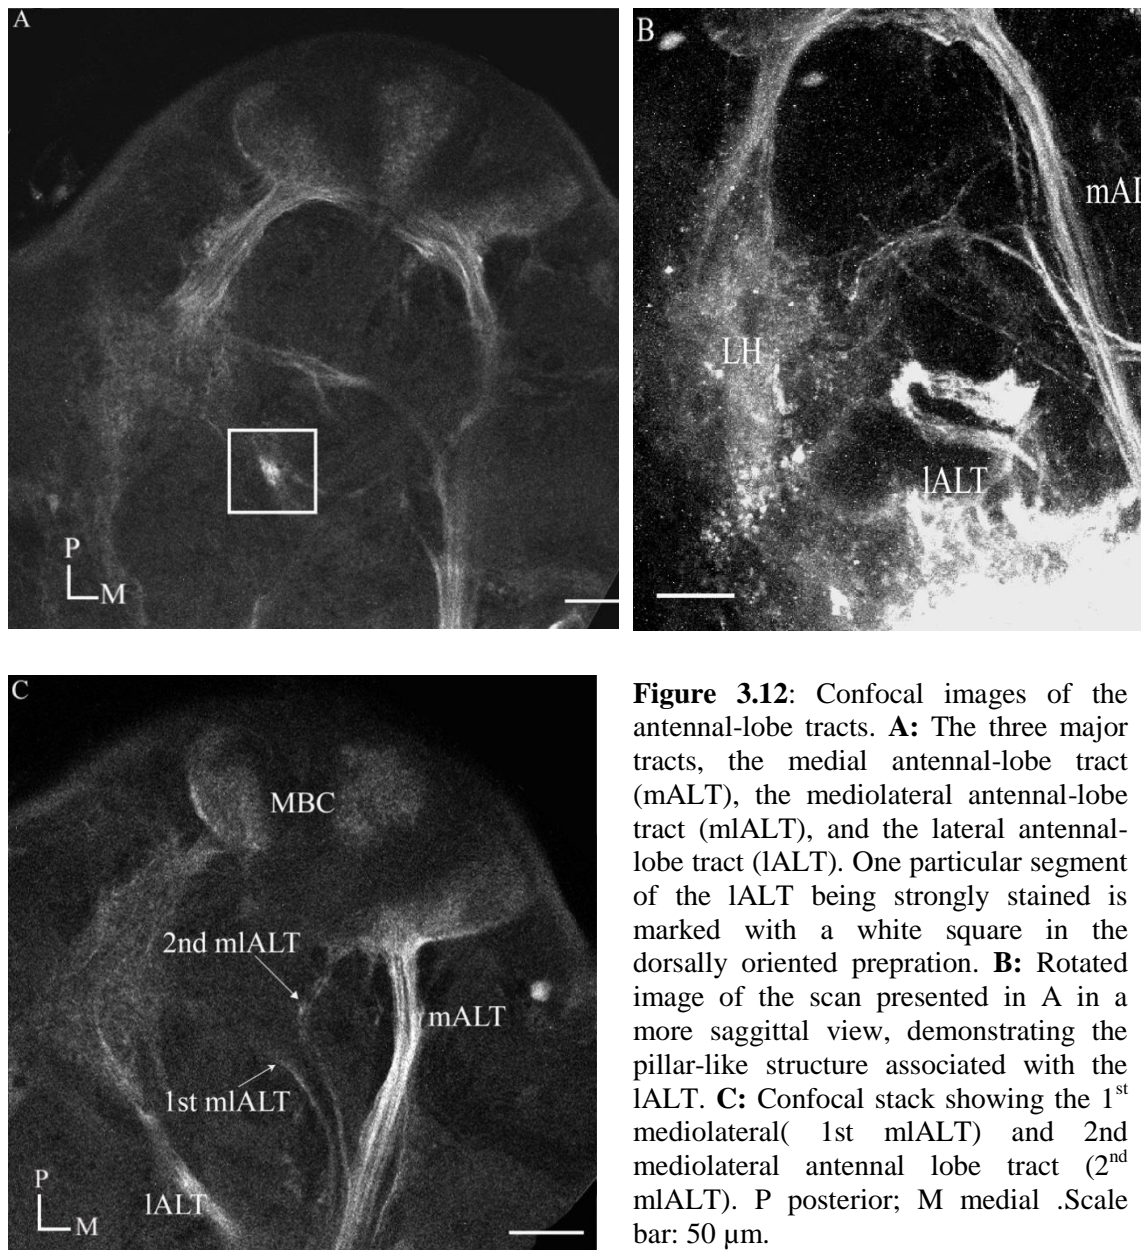 A
P
M
B
mAL
LH
lALT
C
MBC
2nd mlALT
mALT
1st mlALT
P
lALT
M
Figure 3.12: Confocal images of the
antennal-lobe tracts. A: The three major
tracts, the medial antennal-lobe tract
(mALT), the mediolateral antennal-lobe
tract (mlALT), and the lateral antennal-
lobe tract (lALT). One particular segment
of the lALT being strongly stained is
marked with a white square in the
dorsally oriented prepration. B: Rotated
image of the scan presented in A in a
more saggittal view, demonstrating the
pillar-like structure associated with the
lALT. C: Confocal stack showing the 1st
mediolateral( 1st mlALT) and 2nd
mediolateral antennal lobe tract (2nd
mlALT). P posterior; M medial .Scale
bar: 50 µm.